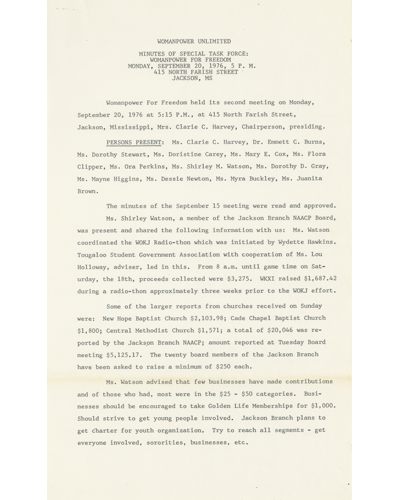 WOMANPOWER UNLIMITED
MINUTES OF SPECIAL TASK FORCE:
WOMANPOWER FOR FREEDOM
MONDAY, SEPTEMBER 20, 1976, 5 P. M.
415 NORTH PARISH STREET
JACKSON, MS
Womanpower For Freedom held its second meeting on Monday,
September 20, 1976 at 5:15 P.M., at 415 North Farish Street,
Jackson, Mississippi, Mrs. Clarie C. Harvey, Chairperson, presiding.
PERSONS PRESENT: Ms. Clarie C. Harvey, Dr. Emmett C. Burns,
Ms. Dorothy Stewart, Ms. Doristine Carey, Ms. Mary E. Cox, Ms. Flora
Clipper, Ms. Ora Perkins, Ms. Shirley M. Watson, Ms. Dorothy D. Gray,
Ms. Mayne Higgins, Ms. Dessie Newton, Ms. Myra Buckley, Ms. Juanita
Brown.
The minutes of the September 15 meeting were read and approved.
Ms. Shirley Watson, a member of the Jackson Branch NAACP Board,
was present and shared the following information with us: Ms. Watson
coordinated the WOKJ Radio-thon which was initiated by Wydette Hawkins.
Tougaloo Student Government Association with cooperation of Ms. Lou
Holloway, adviser, led in this. From 8 a.m. until game time on Sat-
urday, the 18th, proceeds collected were $3,275. WKXI raised $1,687.42
during a radio-thon approximately three weeks prior to the WOKJ effort.
Some of the larger reports from churches received on Sunday
were: New Hope Baptist Church $2,103.98; Cade Chapel Baptist Church
$1,800; Central Methodist Church $1,571; a total of $20,046 was re-
ported by the Jackson Branch NAACP; amount reported at Tuesday Board
meeting $5,125.17. The twenty board members of the Jackson Branch
have been asked to raise a minimum of $250 each.
Ms. Watson advised that few businesses have made contributions
and of those who had, most were in the $25 - $50 categories. Busi-
nesses should be encouraged to take Golden Life Memberships for $1,000.
Should strive to get young people involved. Jackson Branch plans to
get charter for youth organization. Try to reach all segments - get
everyone involved, sororities, businesses, etc.